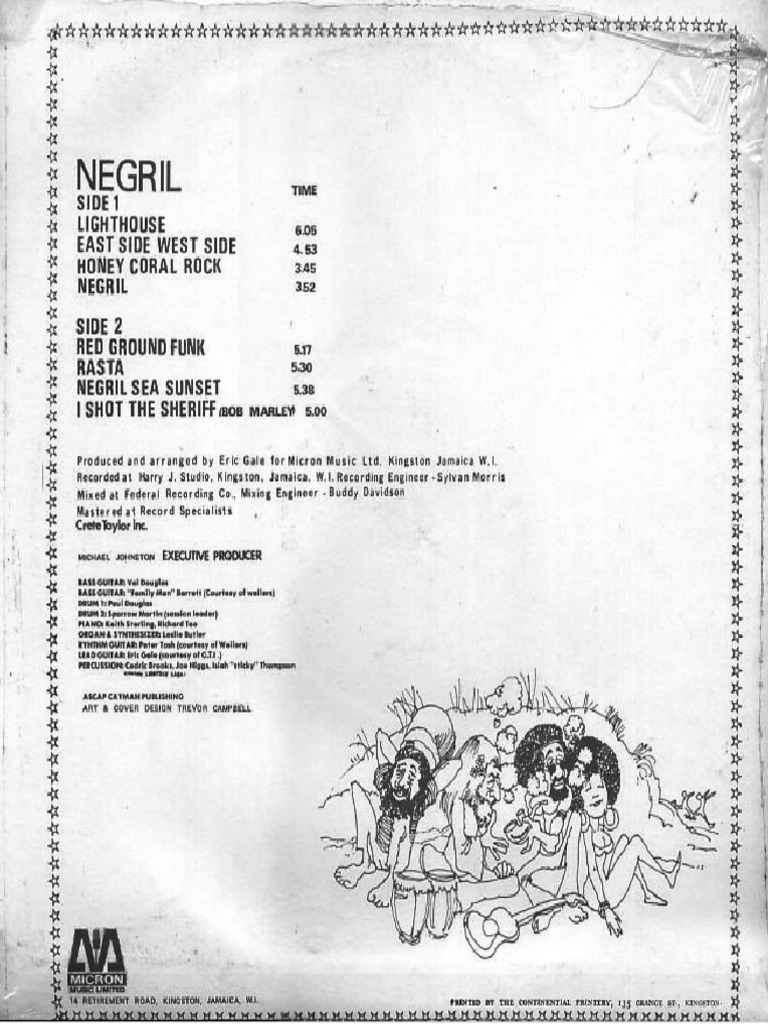 NEGRIL
SIDE 1 TIME
LIGHTHOUSE 6.05
EAST SIDE WEST SIDE 4.53
HONEY CORAL ROCK 3.45
NEGRIL 3.52
SIDE 2
RED GROUND FUNK 5.17
RASTA 5.30
NEGRIL SEA SUNSET 5.38
I SHOT THE SHERIFF (BOB MARLEY) 5.00
Produced and arranged by Eric Gale for Micron Music Ltd. Kingston Jamaica W.I.
Recorded at Harry J. Studio, Kingston, Jamaica, W.I. Recording Engineer - Sylvan Morris
Mixed at Federal Recording Co., Mixing Engineer - Buddy Davidson
Mastered at Record Specialists
Crete Taylor Inc.
MICHAEL JOHNSTON EXECUTIVE PRODUCER
BASS GUITAR: Val Douglas
BASS GUITAR: "Family Man" Barrett (Courtesy of wailers)
DRUM 1: Paul Douglas
DRUM 2: Sparrow Martin (session leader)
PIANO: Keith Sterling, Richard Tee
ORGAN & SYNTHESIZER: Leslie Butler
RYNTHM GUITAR: Peter Tosh (courtesy of Wailers)
LEAD GUITAR: Eric Gale (courtesy of C.T.I.)
PERCUSSION: Cedric Brooks, Joe Higgs, Isiah "sticky" Thompson
ASCAP CAYMAN PUBLISHING
ART & COVER DESIGN TREVOR CAMPBELL
MICRON
MUSIC LIMITED
14 RETIREMENT ROAD, KINGSTON, JAMAICA, W.I. PRINTED BY THE CONTINENTAL PRINTERY, 135 ORANGE ST., KINGSTON